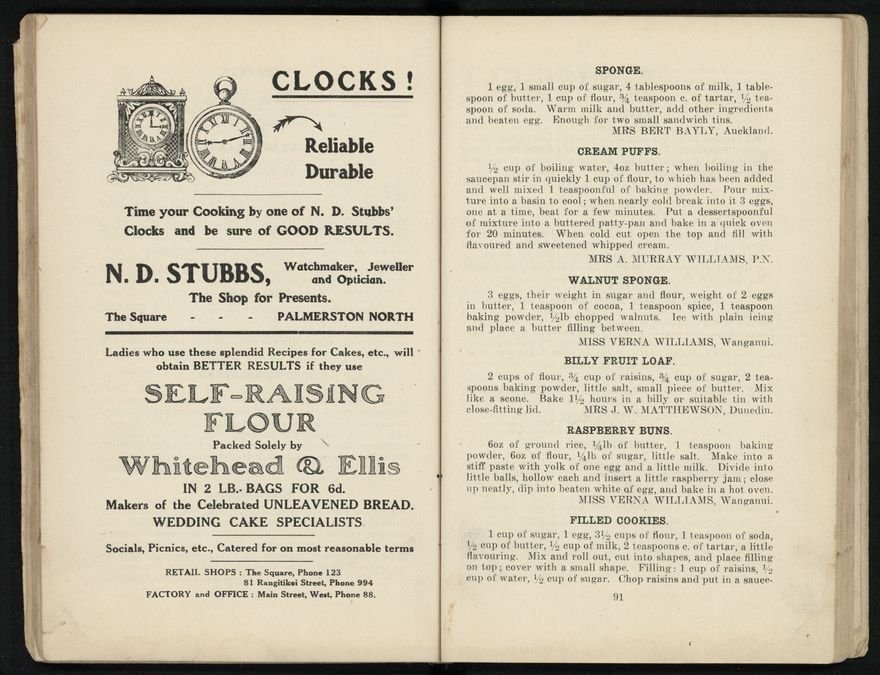 CLOCKS!
Reliable
Durable
Time your Cooking by one of N. D. Stubbs'
Clocks and be sure of GOOD RESULTS.
N. D. STUBBS, Watchmaker, Jeweller
and Optician.
The Shop for Presents.
The Square - - - PALMERSTON NORTH
Ladies who use these splendid Recipes for Cakes, etc., will
obtain BETTER RESULTS if they use
SELF-RAISING
FLOUR
Packed Solely by
Whitehead & Ellis
IN 2 LB. BAGS FOR 6d.
Makers of the Celebrated UNLEAVENED BREAD.
WEDDING CAKE SPECIALISTS
Socials, Picnics, etc., Catered for on most reasonable terms
RETAIL SHOPS : The Square, Phone 123
81 Rangitikei Street, Phone 994
FACTORY and OFFICE : Main Street, West, Phone 88.
SPONGE.
1 egg, 1 small cup of sugar, 4 tablespoons of milk, 1 table-
spoon of butter, 1 cup of flour, ¾ teaspoon c. of tartar, ½ tea-
spoon of soda. Warm milk and butter, add other ingredients
and beaten egg. Enough for two small sandwich tins.
MRS BERT BAYLY, Auckland.
CREAM PUFFS.
½ cup of boiling water, 4oz butter; when boiling in the
saucepan stir in quickly 1 cup of flour, to which has been added
and well mixed 1 teaspoonful of baking powder. Pour mix-
ture into a basin to cool; when nearly cold break into it 3 eggs,
one at a time, beat for a few minutes. Put a dessertspoonful
of mixture into a buttered patty-pan and bake in a quick oven
for 20 minutes. When cold cut open the top and fill with
flavoured and sweetened whipped cream.
MRS A. MURRAY WILLIAMS, P.N.
WALNUT SPONGE.
3 eggs, their weight in sugar and flour, weight of 2 eggs
in butter, 1 teaspoon of cocoa, 1 teaspoon spice, 1 teaspoon
baking powder, ½lb chopped walnuts. Ice with plain icing
and place a butter filling between.
MISS VERNA WILLIAMS, Wanganui.
BILLY FRUIT LOAF.
2 cups of flour, ¾ cup of raisins, ¾ cup of sugar, 2 tea-
spoons baking powder, little salt, small piece of butter. Mix
like a scone. Bake 1½ hours in a billy or suitable tin with
close-fitting lid. MRS J. W. MATTHEWSON, Dunedin.
RASPBERRY BUNS.
6oz of ground rice, ¼lb of butter, 1 teaspoon baking
powder, 6oz of flour, ¼lb of sugar, little salt. Make into a
stiff paste with yolk of one egg and a little milk. Divide into
little balls, hollow each and insert a little raspberry jam; close
up neatly, dip into beaten white of egg, and bake in a hot oven.
MISS VERNA WILLIAMS, Wanganui.
FILLED COOKIES.
1 cup of sugar, 1 egg, 3½ cups of flour, 1 teaspoon of soda,
½ cup of butter, ½ cup of milk, 2 teaspoons c. of tartar, a little
flavouring. Mix and roll out, cut into shapes, and place filling
on top; cover with a small shape. Filling: 1 cup of raisins, ½
cup of water, ½ cup of sugar. Chop raisins and put in a sauce-
91